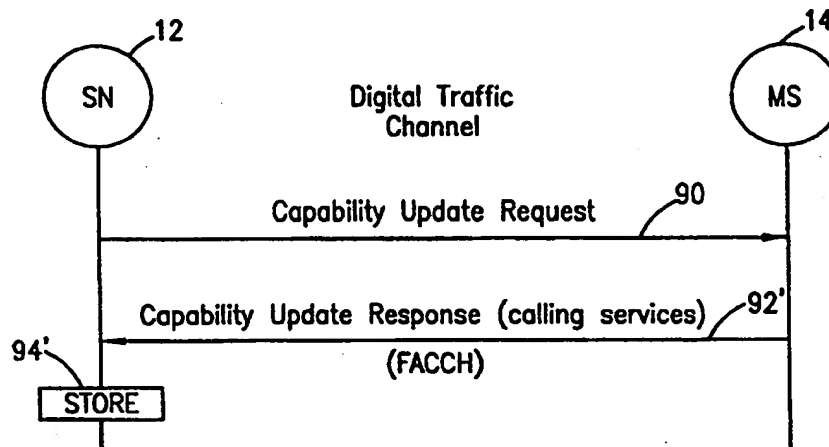 12
14
SN
Digital Traffic
Channel
MS
Capability Update Request
90
Capability Update Response (calling services)
92'
(FACCH)
94'
STORE